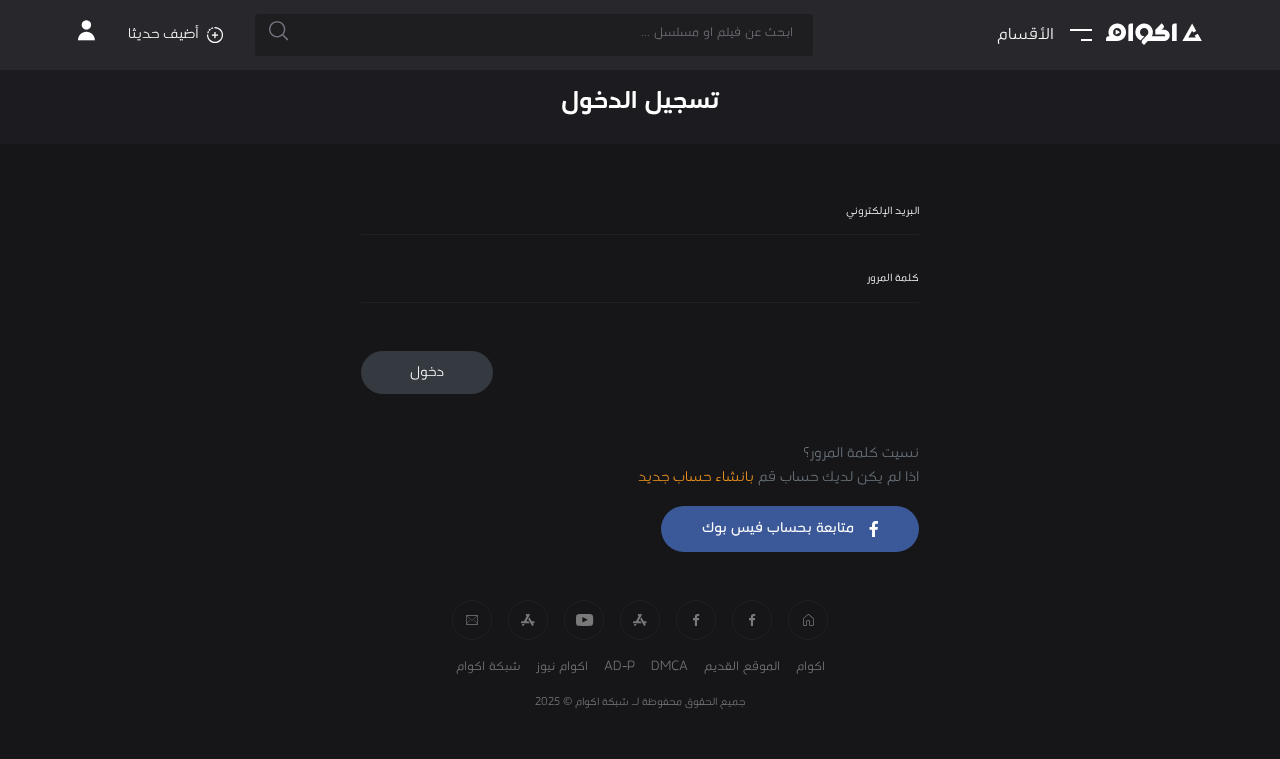 اكوام
الأقسام
ابحث عن فيلم او مسلسل ...
أضيف حديثا
تسجيل الدخول
البريد الإلكتروني
كلمة المرور
دخول
نسيت كلمة المرور؟
اذا لم يكن لديك حساب قم بانشاء حساب جديد
متابعة بحساب فيس بوك
اكوام الموقع القديم DMCA AD-P اكوام نيوز شبكة اكوام
جميع الحقوق محفوظة لـ شبكة اكوام © 2025